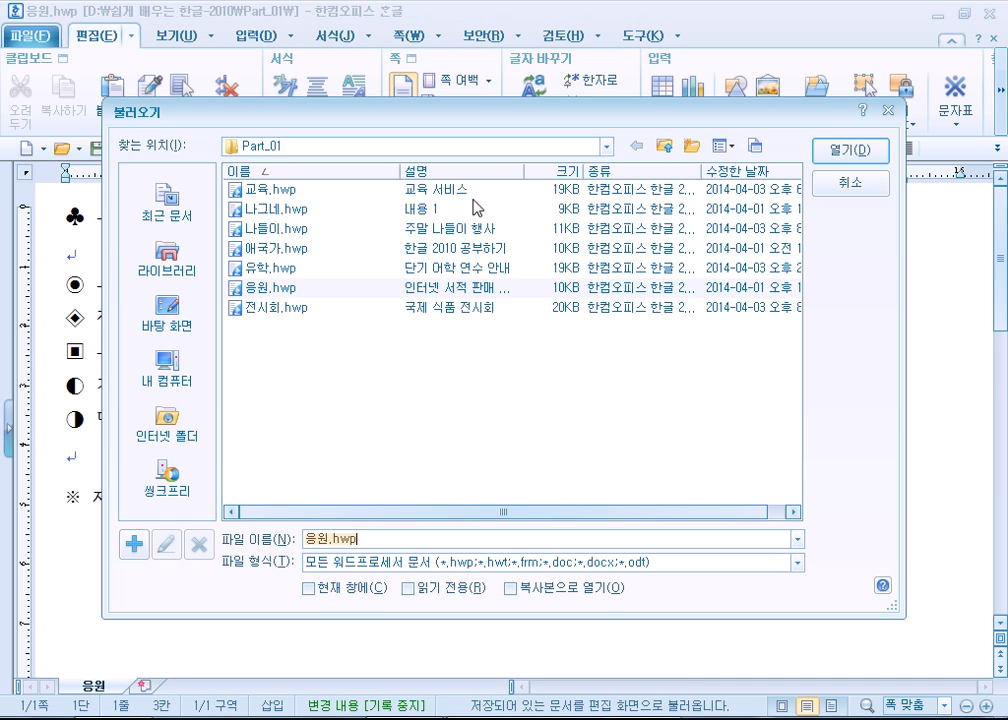 응원.hwp [D:\쉽게 배우는 한글-2010\Part_01\] - 한컴오피스 한글
파일(F) 편집(E) 보기(U) 입력(D) 서식(J) 쪽(W) 보안(R) 검토(H) 도구(K)
클립보드 서식 쪽 글자 바꾸기 입력
쪽 여백 한자로
오려
두기
복사하기
문자표
불러오기
찾는 위치(I): Part_01 열기(D)
취소
이름 설명 크기 종류 수정한 날짜
교육.hwp 교육 서비스 19KB 한컴오피스 한글 2... 2014-04-03 오후 8
나그네.hwp 내용 1 9KB 한컴오피스 한글 2... 2014-04-01 오후 1
나들이.hwp 주말 나들이 행사 11KB 한컴오피스 한글 2... 2014-04-03 오후 8
애국가.hwp 한글 2010 공부하기 10KB 한컴오피스 한글 2... 2014-04-01 오전 1
유학.hwp 단기 어학 연수 안내 19KB 한컴오피스 한글 2... 2014-04-03 오후 2
응원.hwp 인터넷 서적 판매 ... 10KB 한컴오피스 한글 2... 2014-04-01 오후 1
전시회.hwp 국제 식품 전시회 20KB 한컴오피스 한글 2... 2014-04-03 오후 8
최근 문서
라이브러리
바탕 화면
내 컴퓨터
인터넷 폴더
씽크프리
파일 이름(N): 응원.hwp
파일 형식(T): 모든 워드프로세서 문서 (*.hwp;*.hwt;*.frm;*.doc;*.docx;*.odt)
현재 창에(C) 읽기 전용(R) 복사본으로 열기(O)
응원
1/1쪽 1단 1줄 3칸 1/1 구역 삽입 변경 내용 [기록 중지] 저장되어 있는 문서를 편집 화면으로 불러옵니다. 폭 맞춤